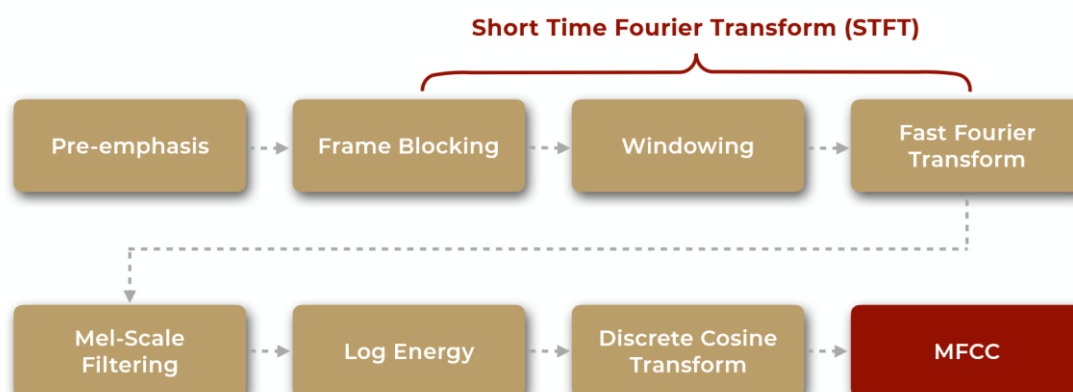 Short Time Fourier Transform (STFT)
Pre-emphasis
Frame Blocking
Windowing
Fast Fourier
Transform
Mel-Scale
Filtering
Log Energy
Discrete Cosine
Transform
MFCC